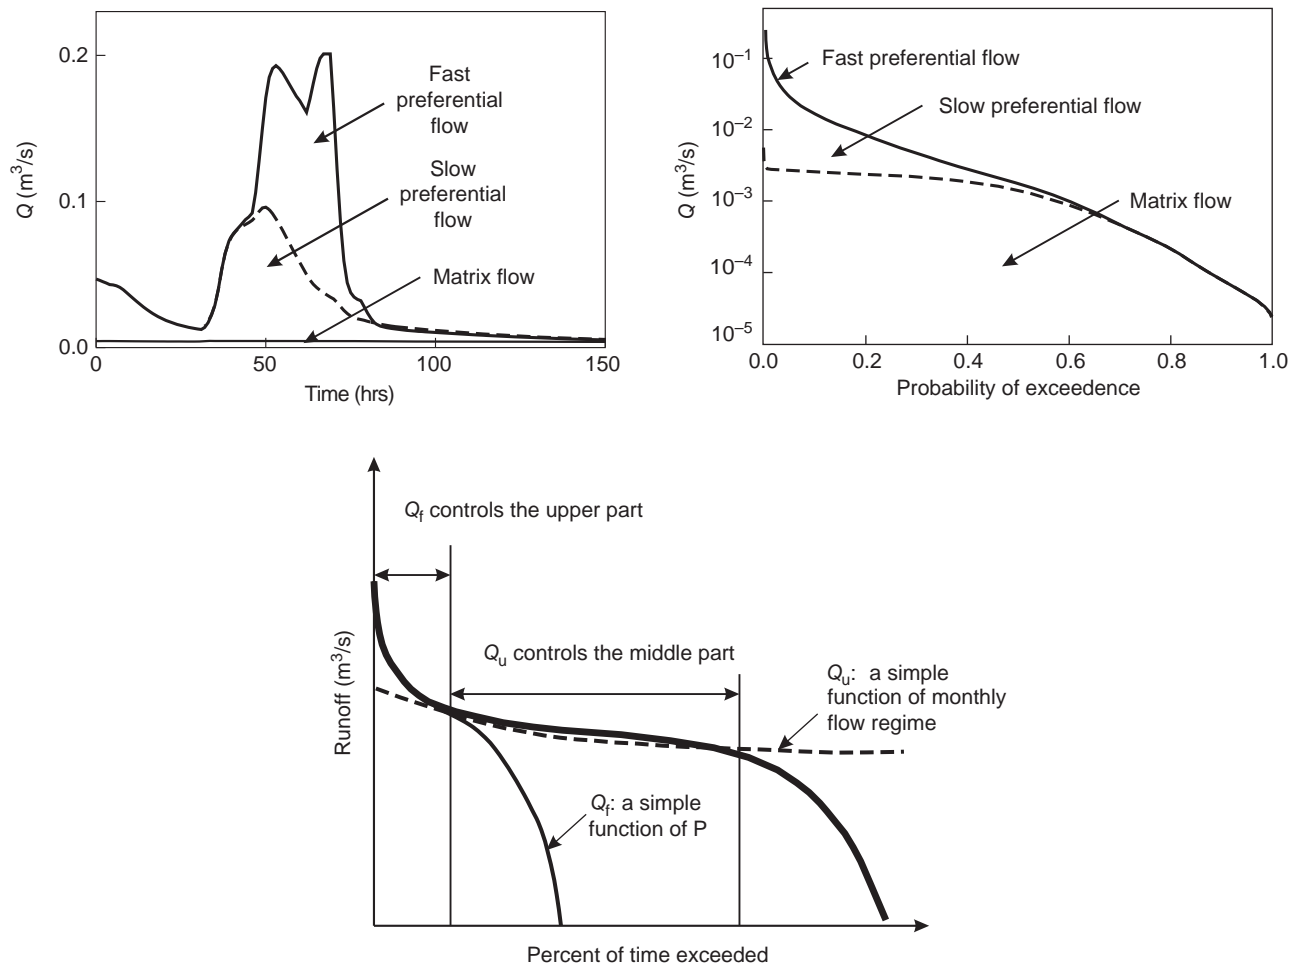 0.2
0.1
0.0
Q (m³/s)
Fast
preferential
flow
Slow
preferential
flow
Matrix flow
0
50
100
150
Time (hrs)
10⁻¹
10⁻²
10⁻³
10⁻⁴
10⁻⁵
Q (m³/s)
Fast preferential flow
Slow preferential flow
Matrix flow
0.0
0.2
0.4
0.6
0.8
1.0
Probability of exceedence
Qf controls the upper part
Qu controls the middle part
Qu: a simple
function of monthly
flow regime
Runoff (m³/s)
Qf: a simple
function of P
Percent of time exceeded